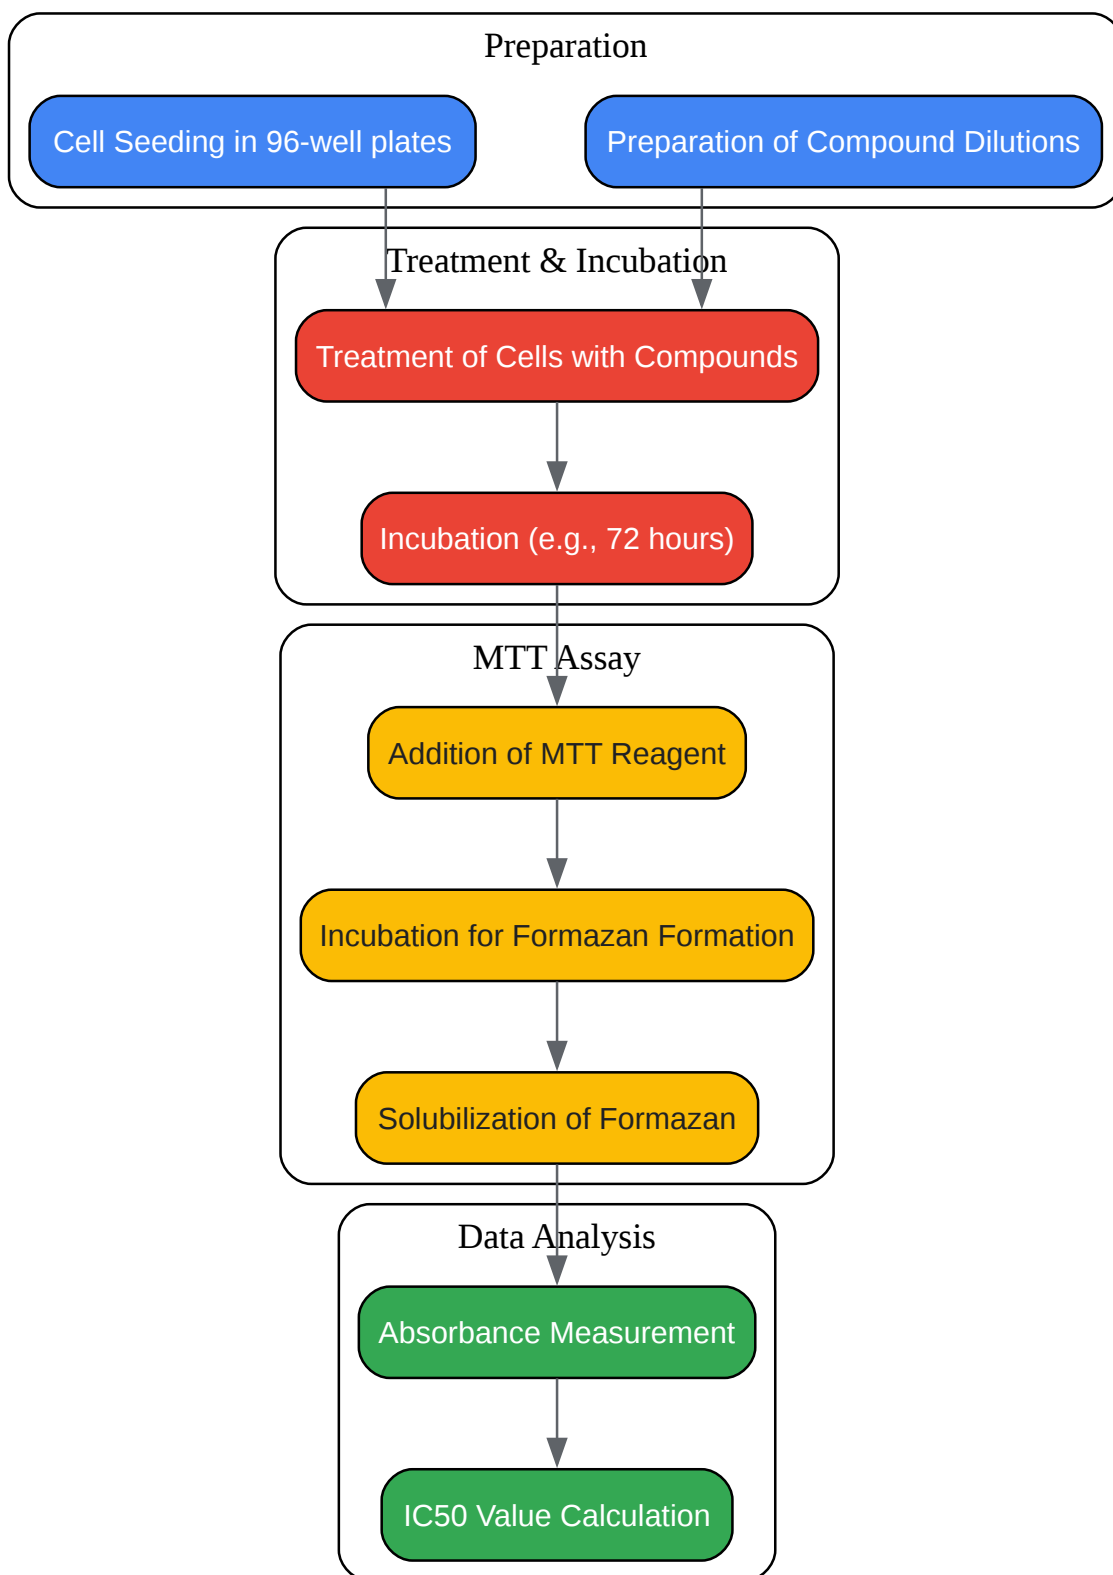 Preparation
Cell Seeding in 96-well plates
Preparation of Compound Dilutions
Treatment & Incubation
Treatment of Cells with Compounds
Incubation (e.g., 72 hours)
MTT Assay
Addition of MTT Reagent
Incubation for Formazan Formation
Solubilization of Formazan
Data Analysis
Absorbance Measurement
IC50 Value Calculation